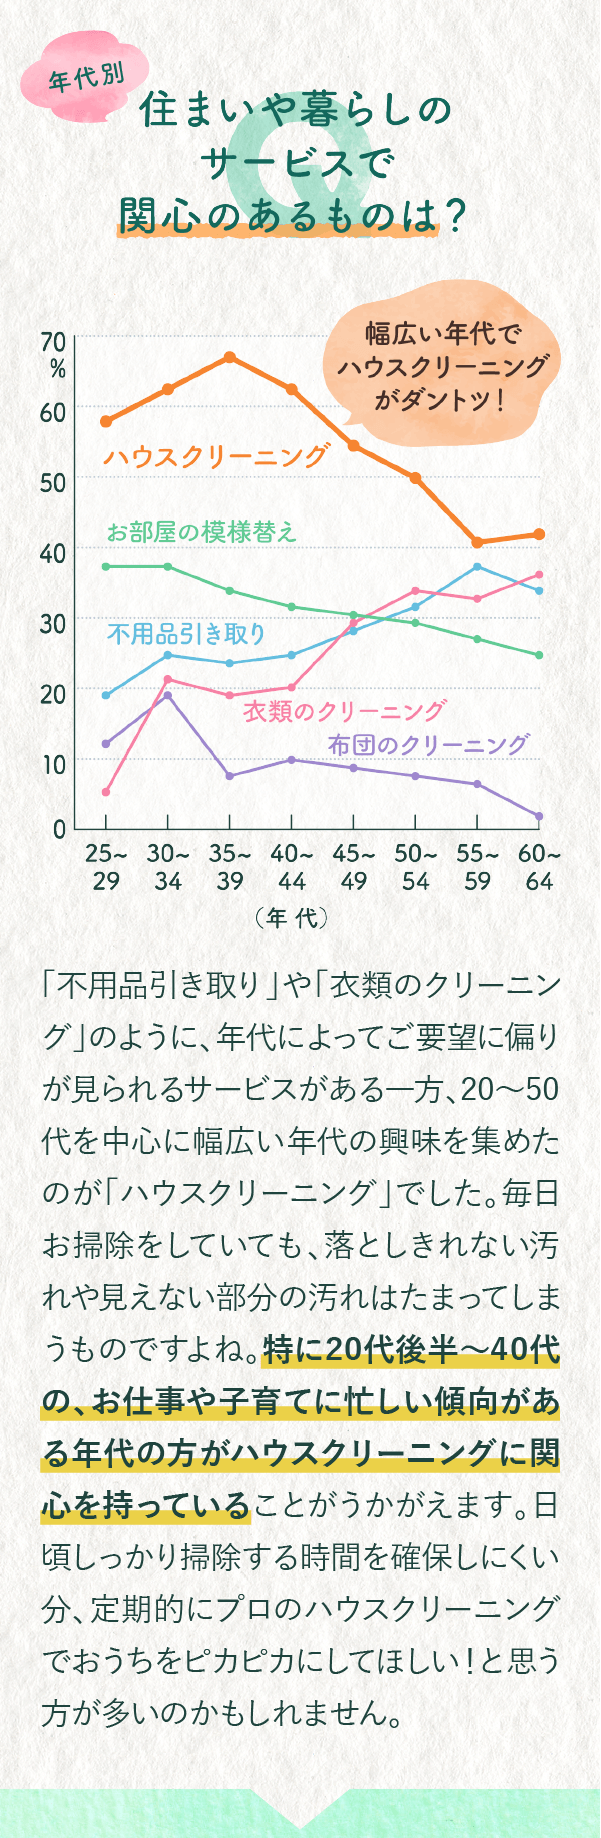 年代別
住まいや暮らしの
サービスで
関心のあるものは？
Q
幅広い年代で
ハウスクリーニング
がダントツ！
70
%
60
50
40
30
20
10
0
ハウスクリーニング
お部屋の模様替え
不用品引き取り
衣類のクリーニング
布団のクリーニング
25~ 30~ 35~ 40~ 45~ 50~ 55~ 60~
29 34 39 44 49 54 59 64
（年 代）
「不用品引き取り」や「衣類のクリーニン
グ」のように、年代によってご要望に偏り
が見られるサービスがある一方、20〜50
代を中心に幅広い年代の興味を集めた
のが「ハウスクリーニング」でした。毎日
お掃除をしていても、落としきれない汚
れや見えない部分の汚れはたまってしま
うものですよね。特に20代後半〜40代
の、お仕事や子育てに忙しい傾向があ
る年代の方がハウスクリーニングに関
心を持っていることがうかがえます。日
頃しっかり掃除する時間を確保しにくい
分、定期的にプロのハウスクリーニング
でおうちをピカピカにしてほしい！と思う
方が多いのかもしれません。